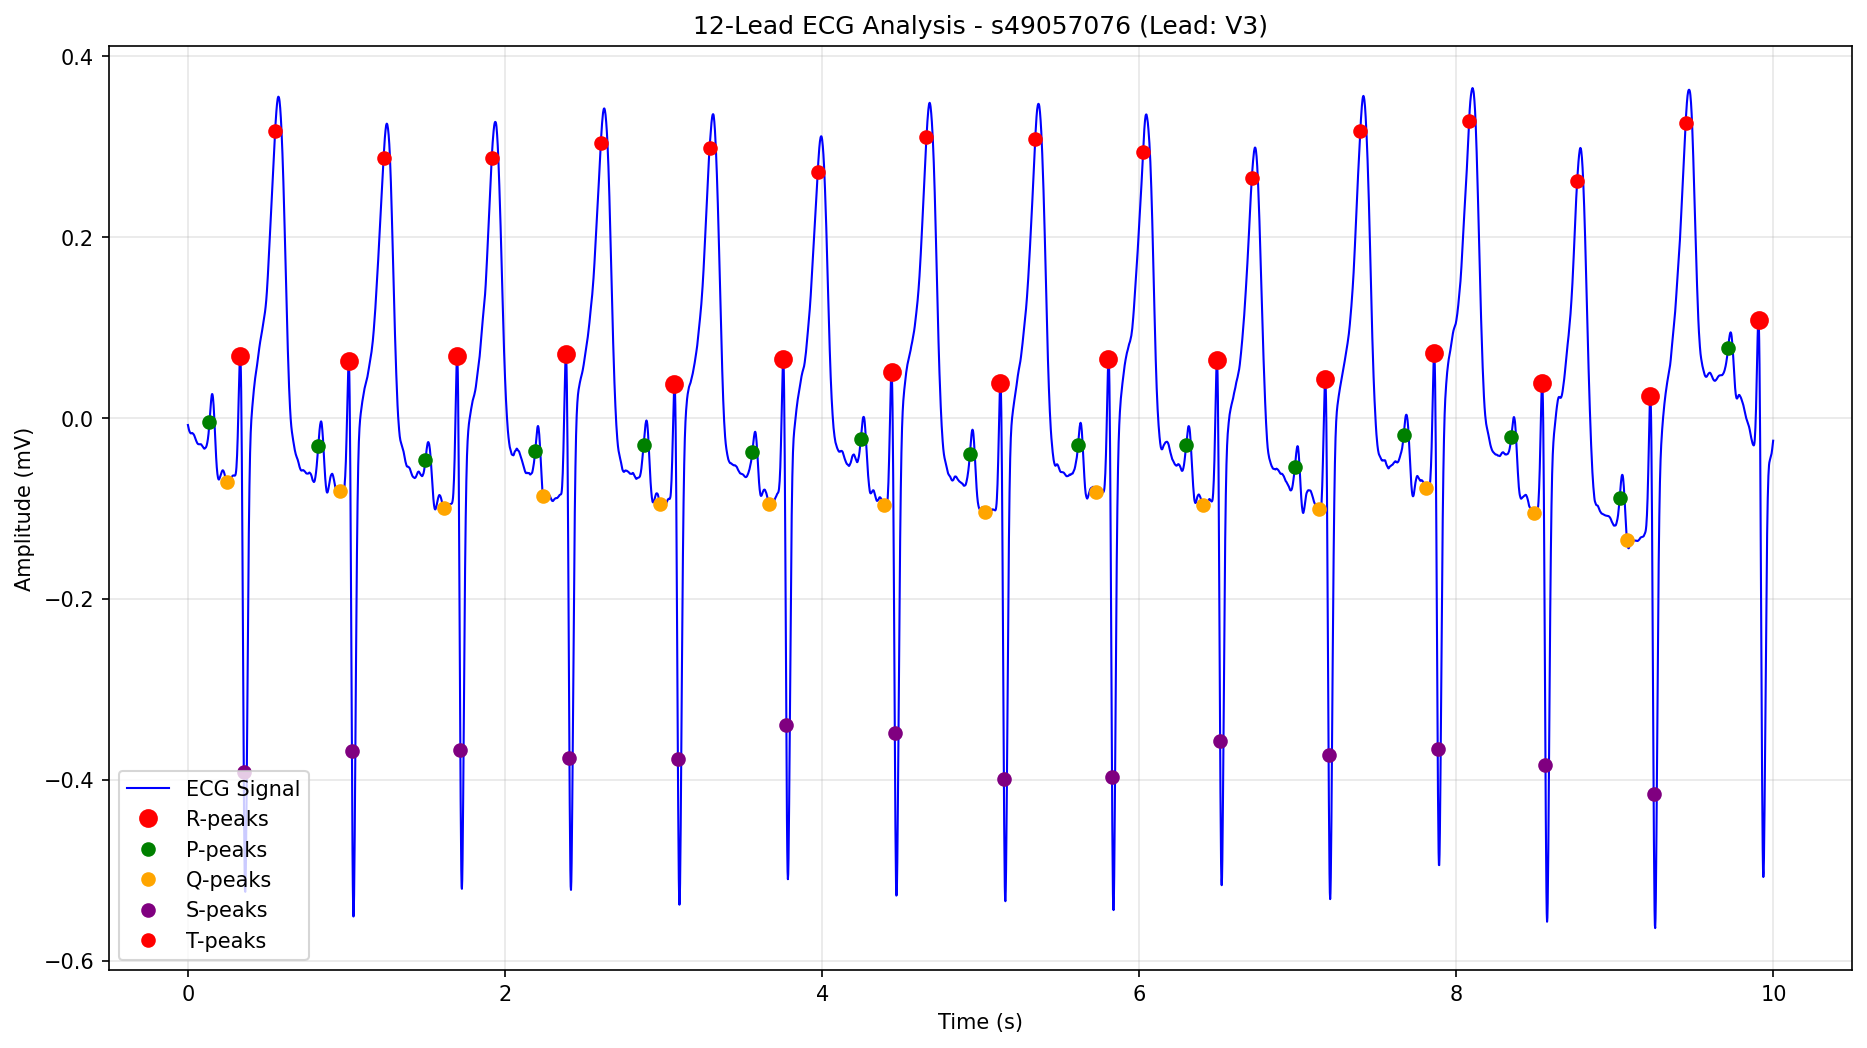 12-Lead ECG Analysis - s49057076 (Lead: V3)
Amplitude (mV)
0.4
0.2
0.0
−0.2
−0.4
−0.6
ECG Signal
R-peaks
P-peaks
Q-peaks
S-peaks
T-peaks
0 2 4 6 8 10
Time (s)